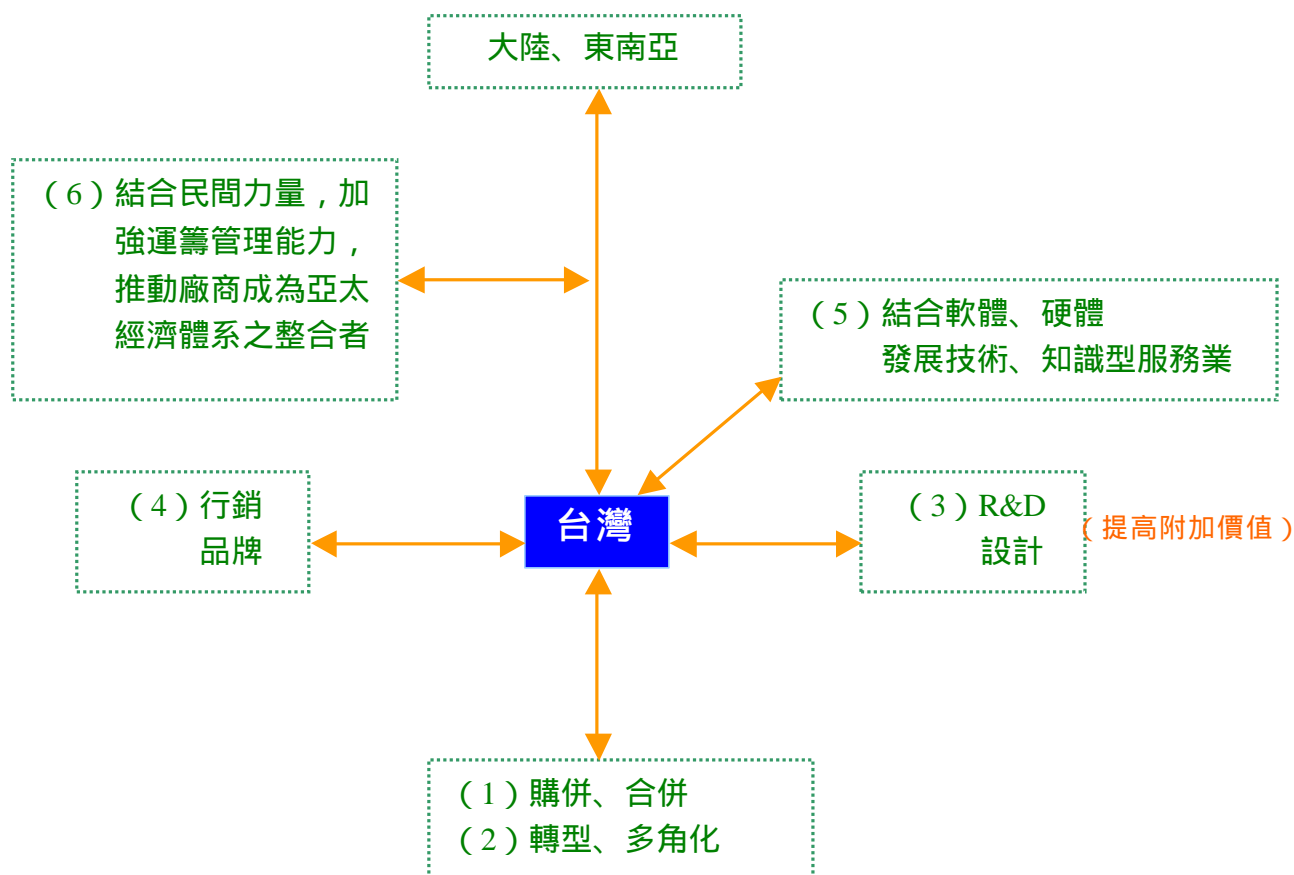 大陸、東南亞
（6）結合民間力量，加
強運籌管理能力，
推動廠商成為亞太
經濟體系之整合者
（5）結合軟體、硬體
發展技術、知識型服務業
（4）行銷
品牌
台灣
（3）R&D
設計
（提高附加價值）
（1）購併、合併
（2）轉型、多角化